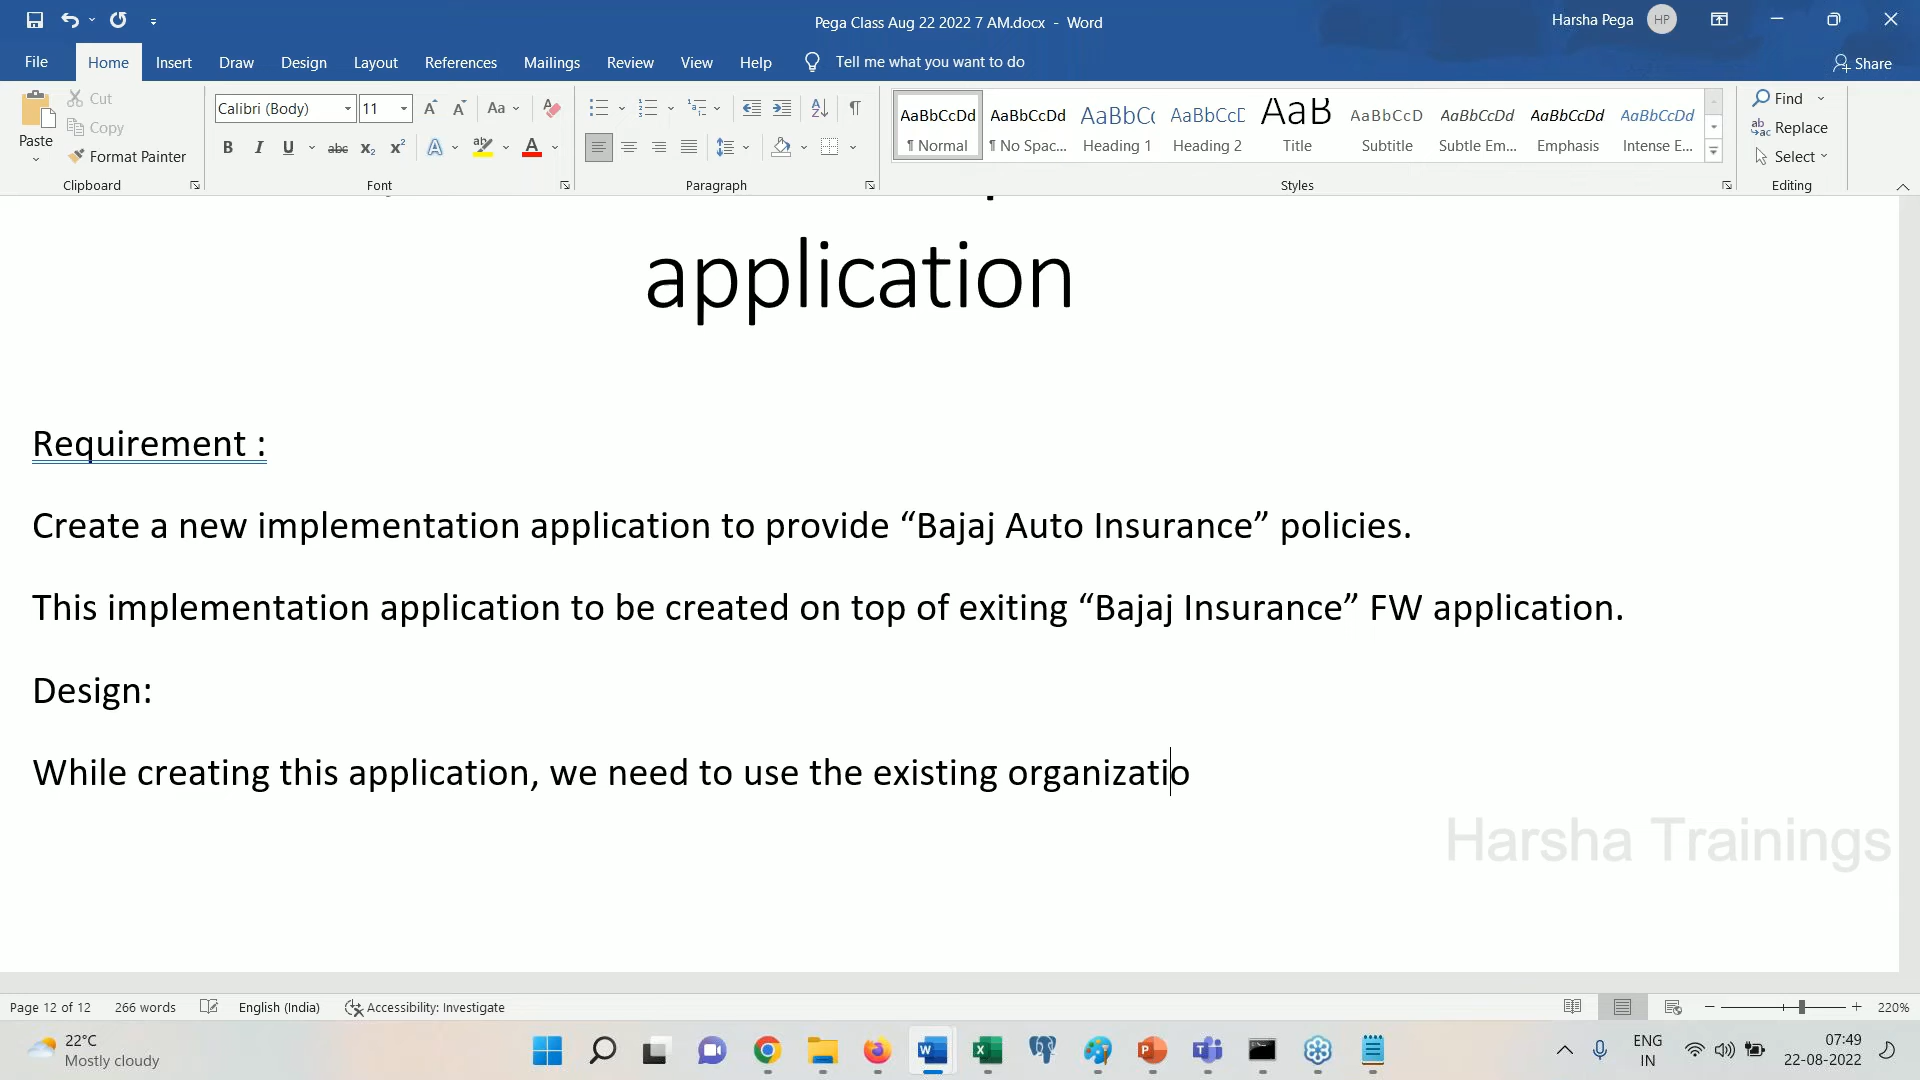 Pega Class Aug 22 2022 7 AM.docx - Word
Harsha Pega HP
File Home Insert Draw Design Layout References Mailings Review View Help Tell me what you want to do Share
Paste
Cut
Copy
Format Painter
Clipboard
Calibri (Body) 11
Font
Paragraph
AaBbCcDd AaBbCcDd AaBbCc AaBbCcD AaB AaBbCcD AaBbCcDd AaBbCcDd AaBbCcDd
¶ Normal ¶ No Spac... Heading 1 Heading 2 Title Subtitle Subtle Em... Emphasis Intense E...
Styles
Find
Replace
Select
Editing
application
Requirement :
Create a new implementation application to provide “Bajaj Auto Insurance” policies.
This implementation application to be created on top of exiting “Bajaj Insurance” FW application.
Design:
While creating this application, we need to use the existing organizatio
Harsha Trainings
Page 12 of 12 266 words English (India) Accessibility: Investigate 220%
22°C
Mostly cloudy
ENG
IN
07:49
22-08-2022